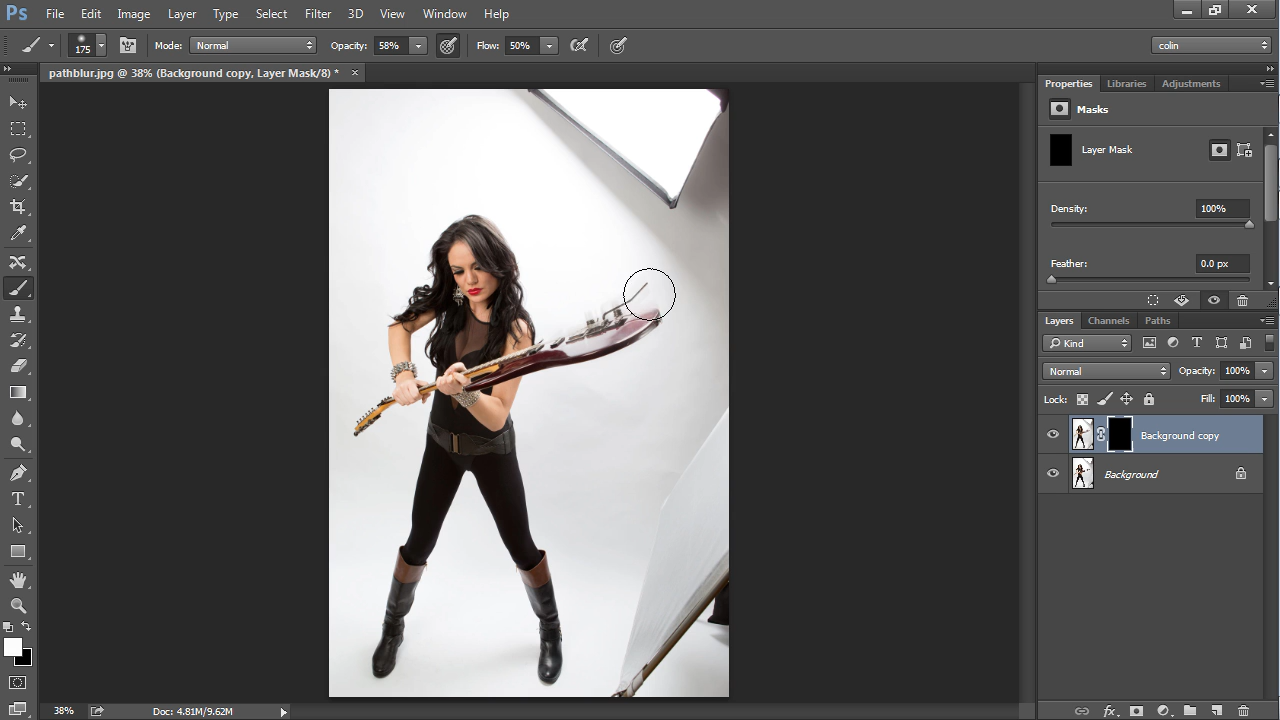 Ps File Edit Image Layer Type Select Filter 3D View Window Help
175 Mode: Normal Opacity: 58% Flow: 50% colin
pathblur.jpg @ 38% (Background copy, Layer Mask/8) * ×
Properties Libraries Adjustments
Masks
Layer Mask
Density: 100%
Feather: 0.0 px
Layers Channels Paths
Kind
Normal Opacity: 100%
Lock: Fill: 100%
Background copy
Background
38% Doc: 4.81M/9.62M